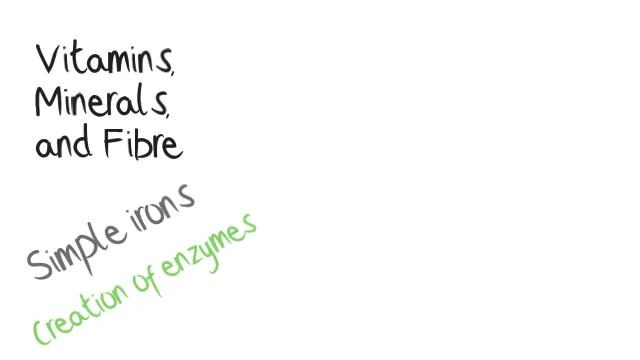 Vitamins,
Minerals,
and Fibre
Simple irons
Creation of enzymes